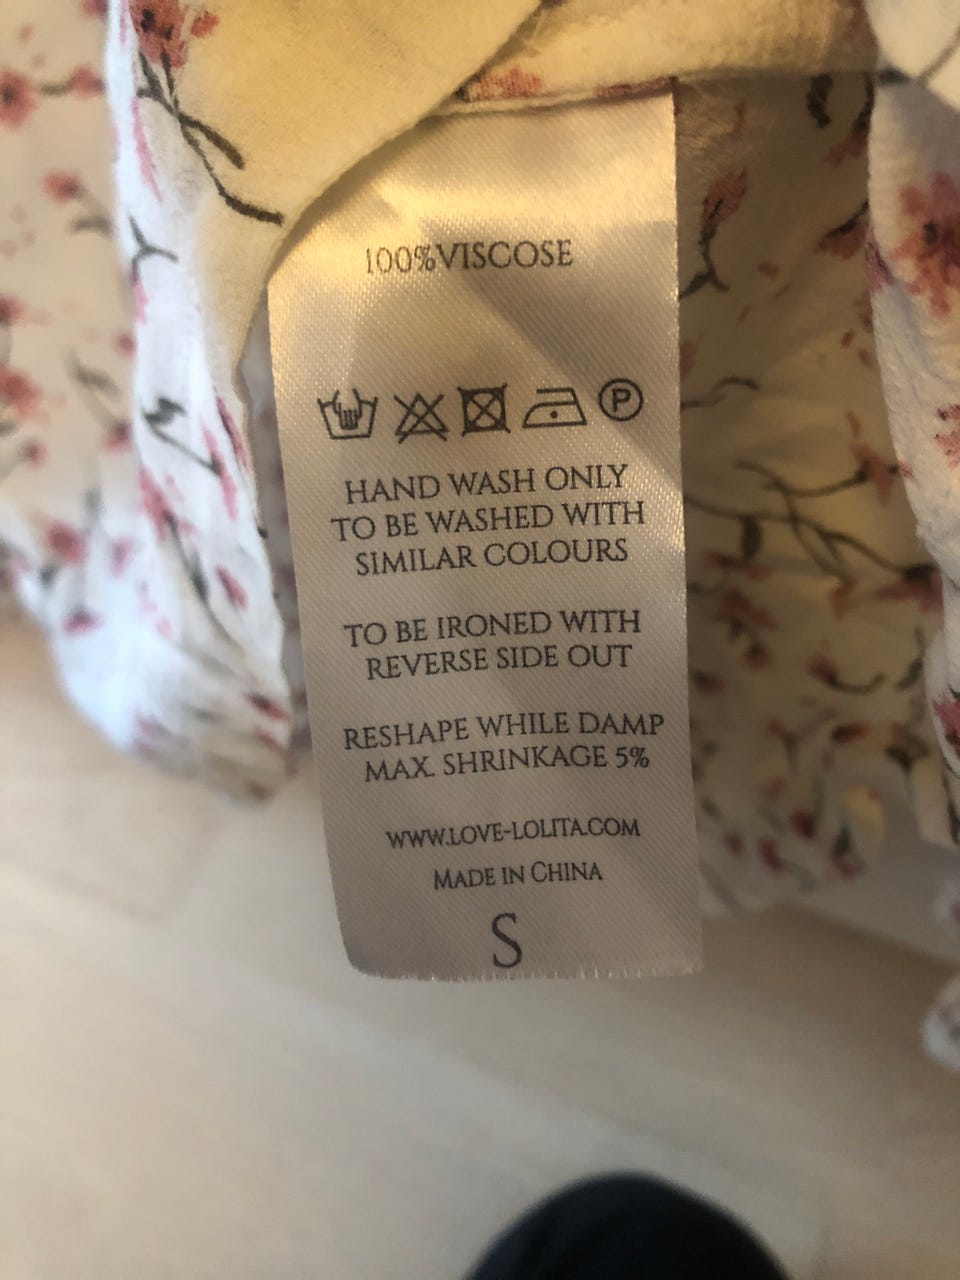 100%VISCOSE
P
HAND WASH ONLY
TO BE WASHED WITH
SIMILAR COLOURS
TO BE IRONED WITH
REVERSE SIDE OUT
RESHAPE WHILE DAMP
MAX. SHRINKAGE 5%
WWW.LOVE-LOLITA.COM
MADE IN CHINA
S